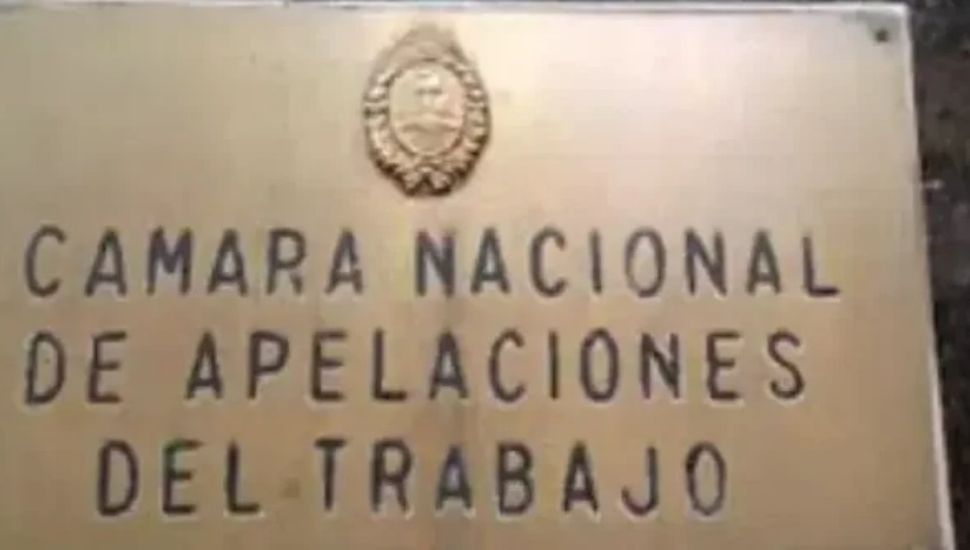 CAMARA NACIONAL
DE APELACIONES
DEL TRABAJO